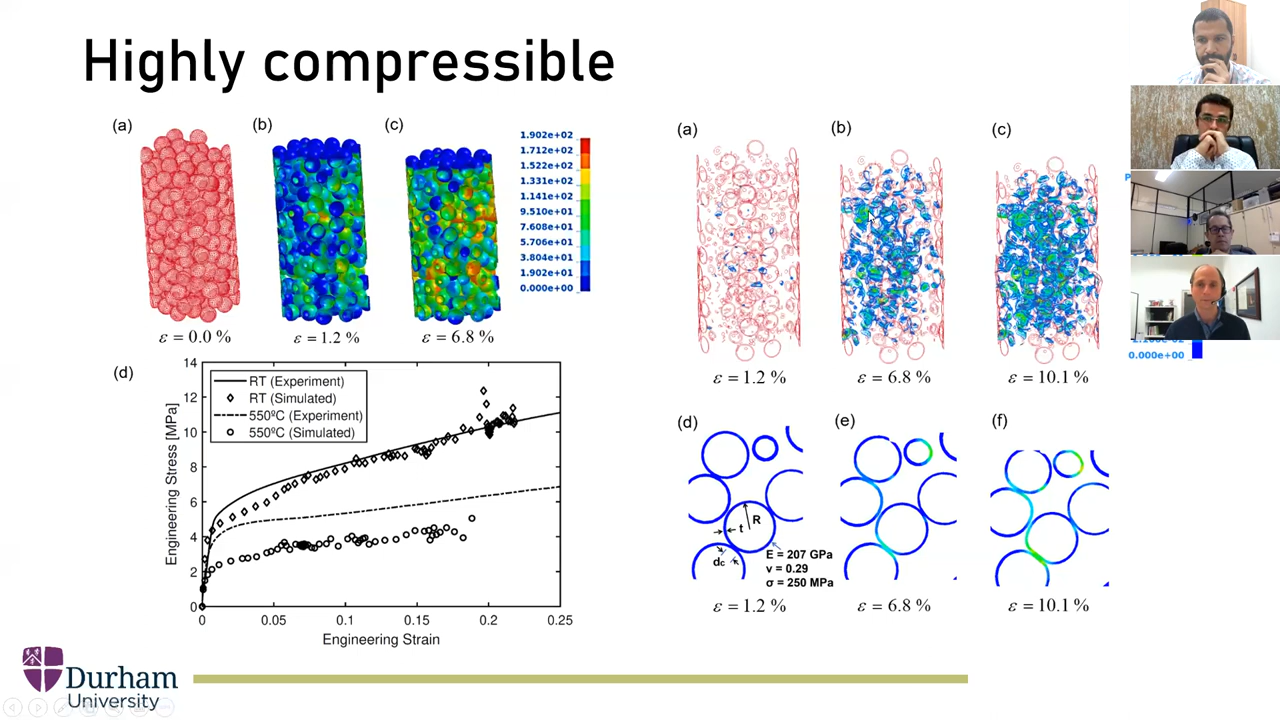 Highly compressible
(a)
(b)
(c)
1.902e+02
1.712e+02
1.522e+02
1.331e+02
1.141e+02
9.510e+01
7.608e+01
5.706e+01
3.804e+01
1.902e+01
0.000e+00
ε = 0.0 %
ε = 1.2 %
ε = 6.8 %
(d)
14
12
10
8
6
4
2
0
Engineering Stress [MPa]
RT (Experiment)
RT (Simulated)
550ºC (Experiment)
550ºC (Simulated)
0
0.05
0.1
0.15
0.2
0.25
Engineering Strain
(a)
(b)
(c)
0.000e+00
ε = 1.2 %
ε = 6.8 %
ε = 10.1 %
(d)
(e)
(f)
R
t
dc
E = 207 GPa
v = 0.29
σ = 250 MPa
ε = 1.2 %
ε = 6.8 %
ε = 10.1 %
Durham
University